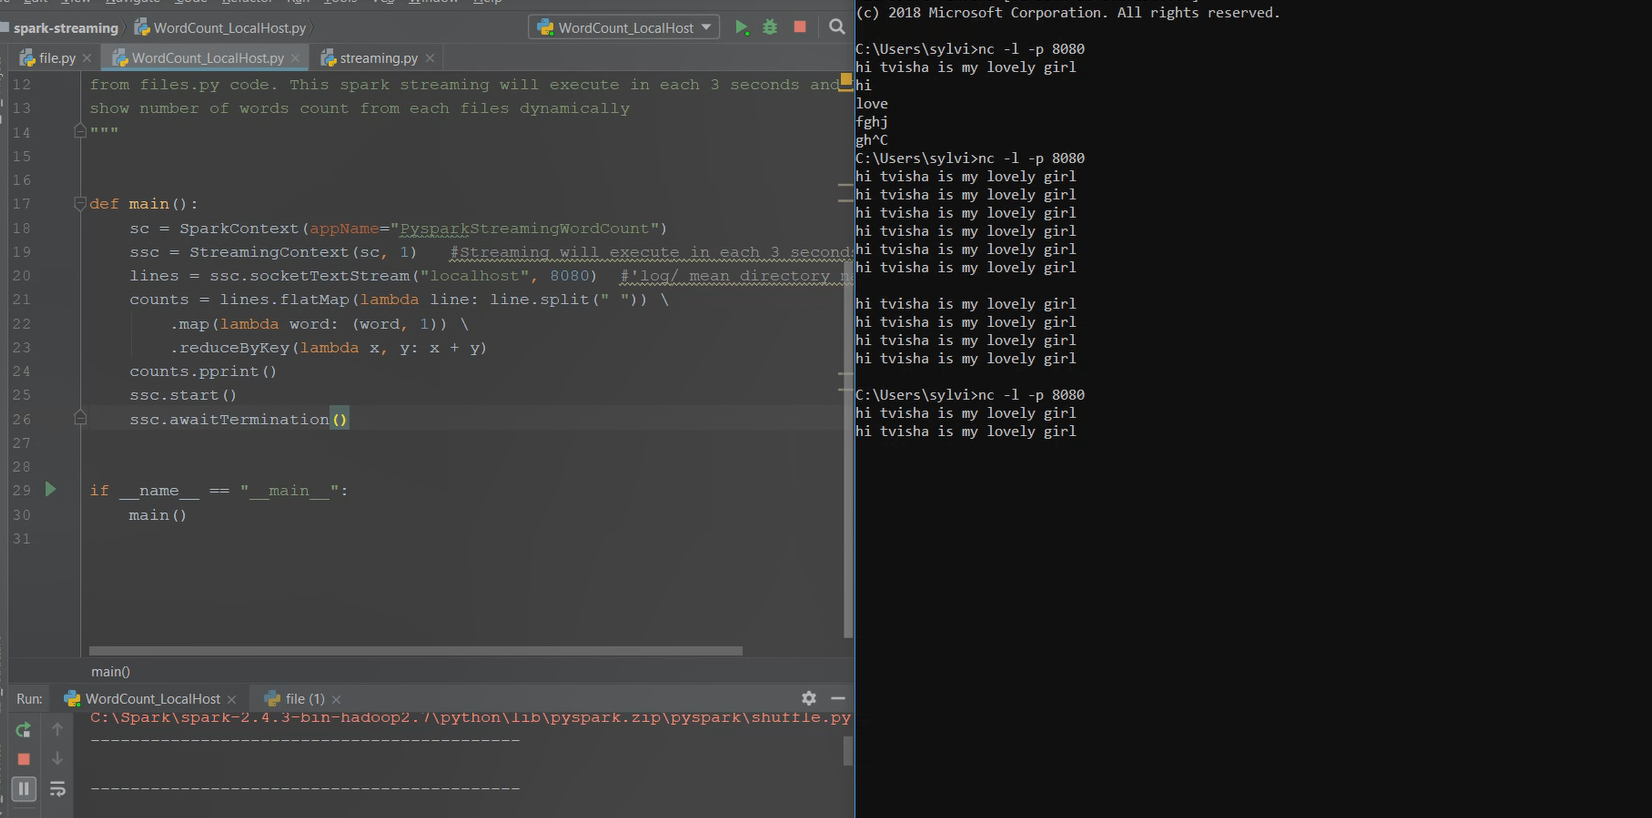 spark-streaming WordCount_LocalHost.py
WordCount_LocalHost
file.py WordCount_LocalHost.py streaming.py
12 from files.py code. This spark streaming will execute in each 3 seconds and
13 show number of words count from each files dynamically
14 """
15
16
17 def main():
18 sc = SparkContext(appName="PysparkStreamingWordCount")
19 ssc = StreamingContext(sc, 1) #Streaming will execute in each 3 seconds
20 lines = ssc.socketTextStream("localhost", 8080) #'log/ mean directory
21 counts = lines.flatMap(lambda line: line.split(" ")) \
22 .map(lambda word: (word, 1)) \
23 .reduceByKey(lambda x, y: x + y)
24 counts.pprint()
25 ssc.start()
26 ssc.awaitTermination()
27
28
29 if __name__ == "__main__":
30 main()
31
main()
Run: WordCount_LocalHost file (1)
C:\Spark\spark-2.4.3-bin-hadoop2.7\python\lib\pyspark.zip\pyspark\shuffle.py
-------------------------------------------
-------------------------------------------
(c) 2018 Microsoft Corporation. All rights reserved.
C:\Users\sylvi>nc -l -p 8080
hi tvisha is my lovely girl
hi
love
fghj
gh^C
C:\Users\sylvi>nc -l -p 8080
hi tvisha is my lovely girl
hi tvisha is my lovely girl
hi tvisha is my lovely girl
hi tvisha is my lovely girl
hi tvisha is my lovely girl
hi tvisha is my lovely girl
hi tvisha is my lovely girl
hi tvisha is my lovely girl
hi tvisha is my lovely girl
hi tvisha is my lovely girl
C:\Users\sylvi>nc -l -p 8080
hi tvisha is my lovely girl
hi tvisha is my lovely girl